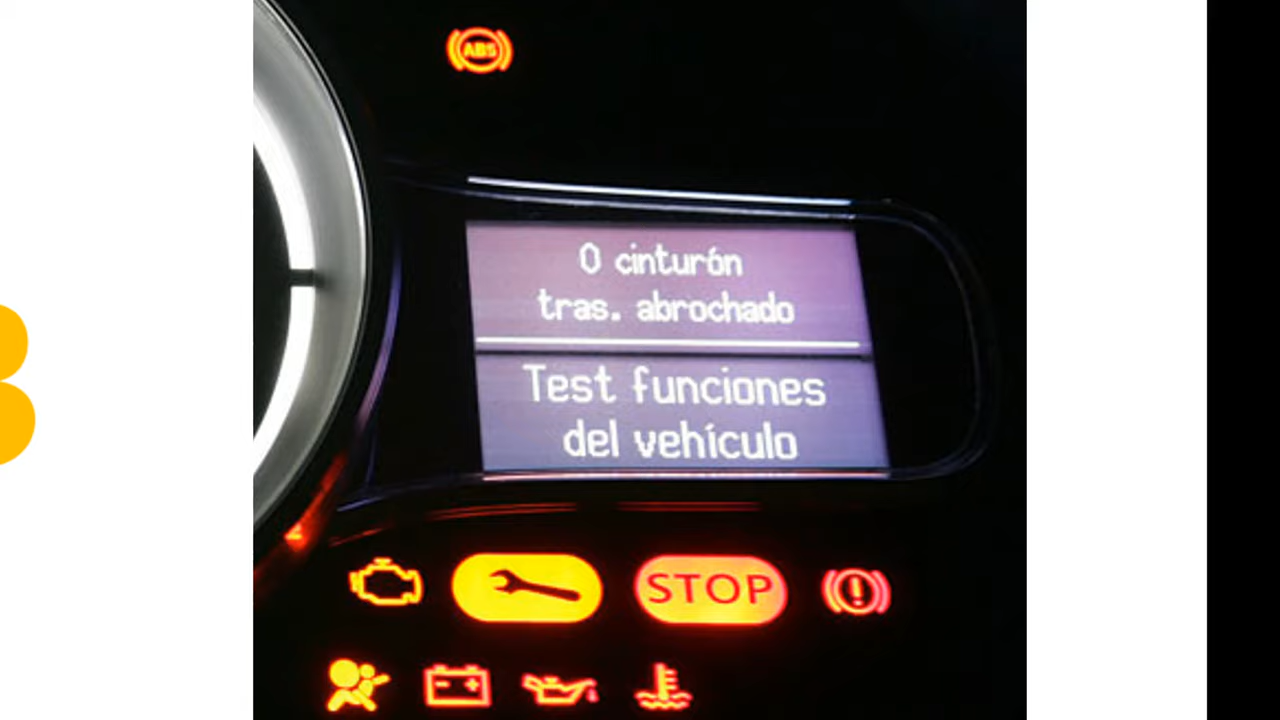 ABS
0 cinturón
tras. abrochado
Test funciones
del vehículo
STOP